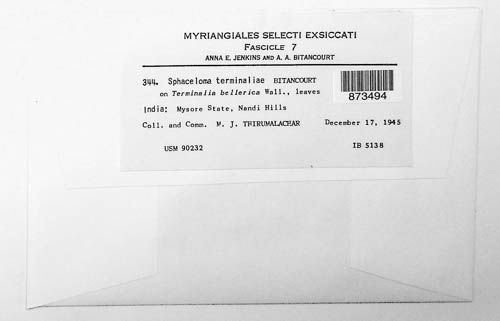 MYRIANGIALES SELECTI EXSICCATI
FASCICLE 7
ANNA E. JENKINS AND A. A. BITANCOURT
344. Sphaceloma terminaliae BITANCOURT
on Terminalia bellerica Wall., leaves
873494
India: Mysore State, Nandi Hills
Coll. and Comm. M. J. THIRUMALACHAR December 17, 1945
USM 90232 IB 5138